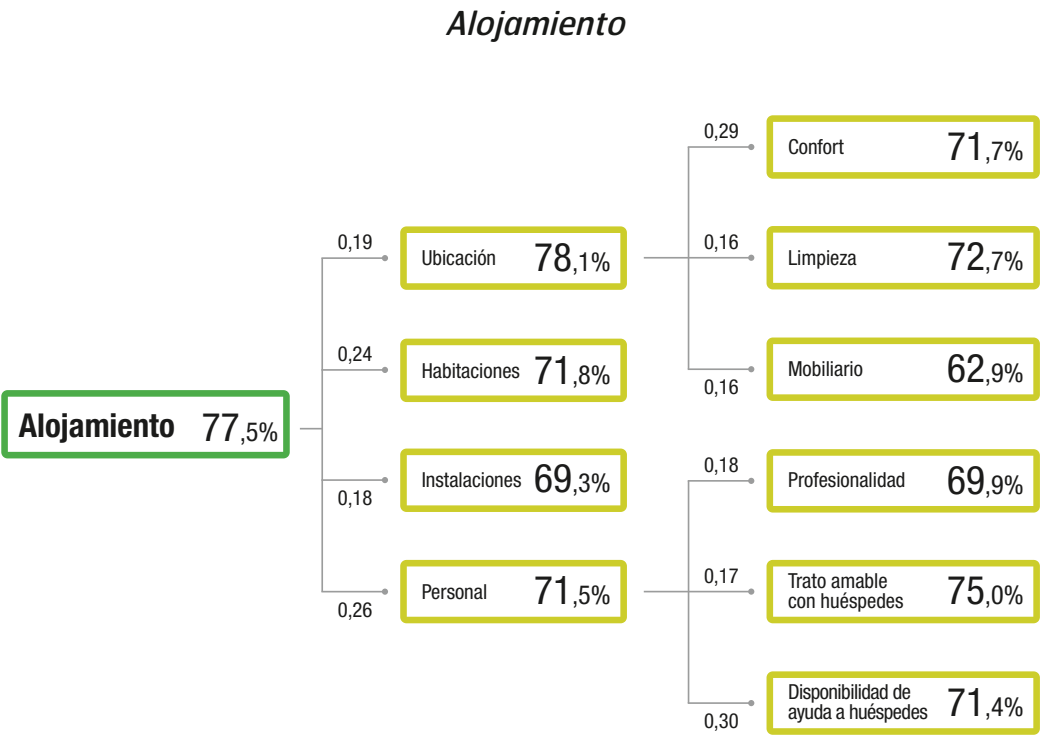 Alojamiento
Alojamiento 77,5%
0,19
Ubicación 78,1%
0,24
Habitaciones 71,8%
0,18
Instalaciones 69,3%
0,26
Personal 71,5%
0,29
Confort 71,7%
0,16
Limpieza 72,7%
0,16
Mobiliario 62,9%
0,18
Profesionalidad 69,9%
0,17
Trato amable
con huéspedes 75,0%
0,30
Disponibilidad de
ayuda a huéspedes 71,4%